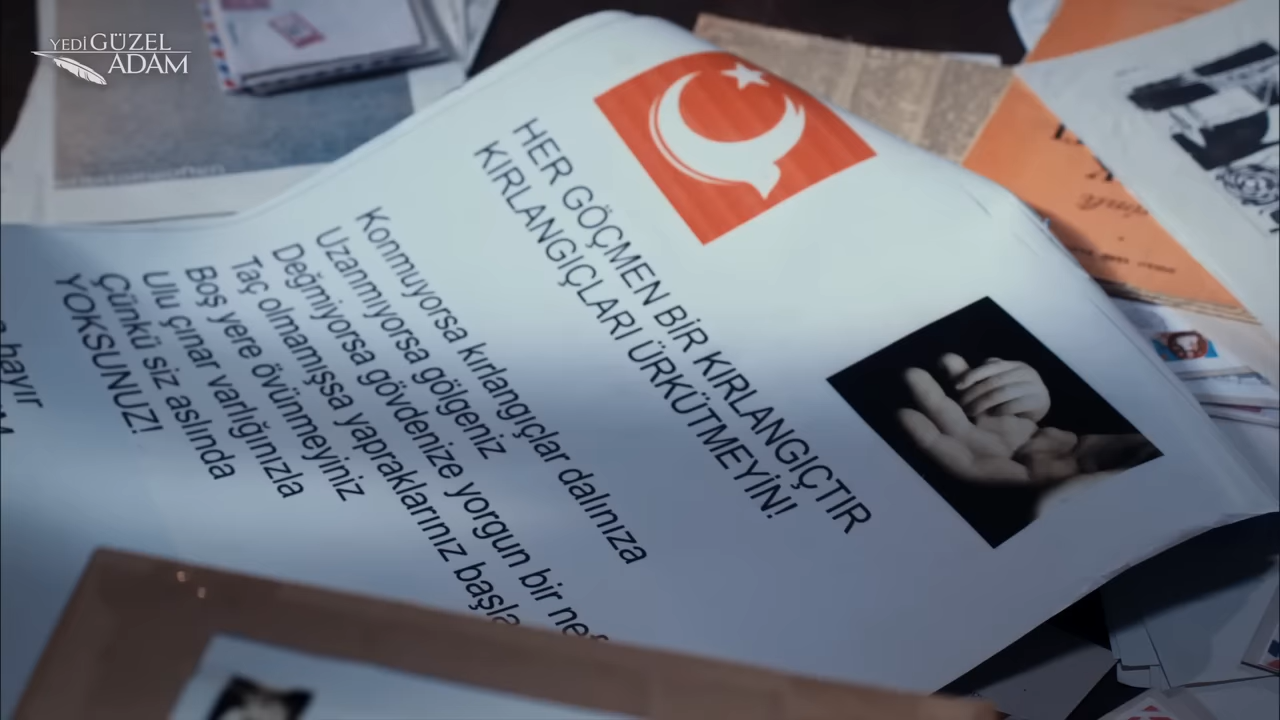 YEDİ GÜZEL
ADAM
HER GÖÇMEN BİR KIRLANGIÇTIR
KIRLANGIÇLARI ÜRKÜTMEYİN!
Konmuyorsa kırlangıçlar dalınıza
Uzanmıyorsa gölgeniz
Değmiyorsa gövdenize yorgun bir
Taç olmamışsa yapraklarınız
Boş yere övünmeyiniz
Ulu çınar varlığınızla
Çünkü siz aslında
YOKSUNUZ!
hayır